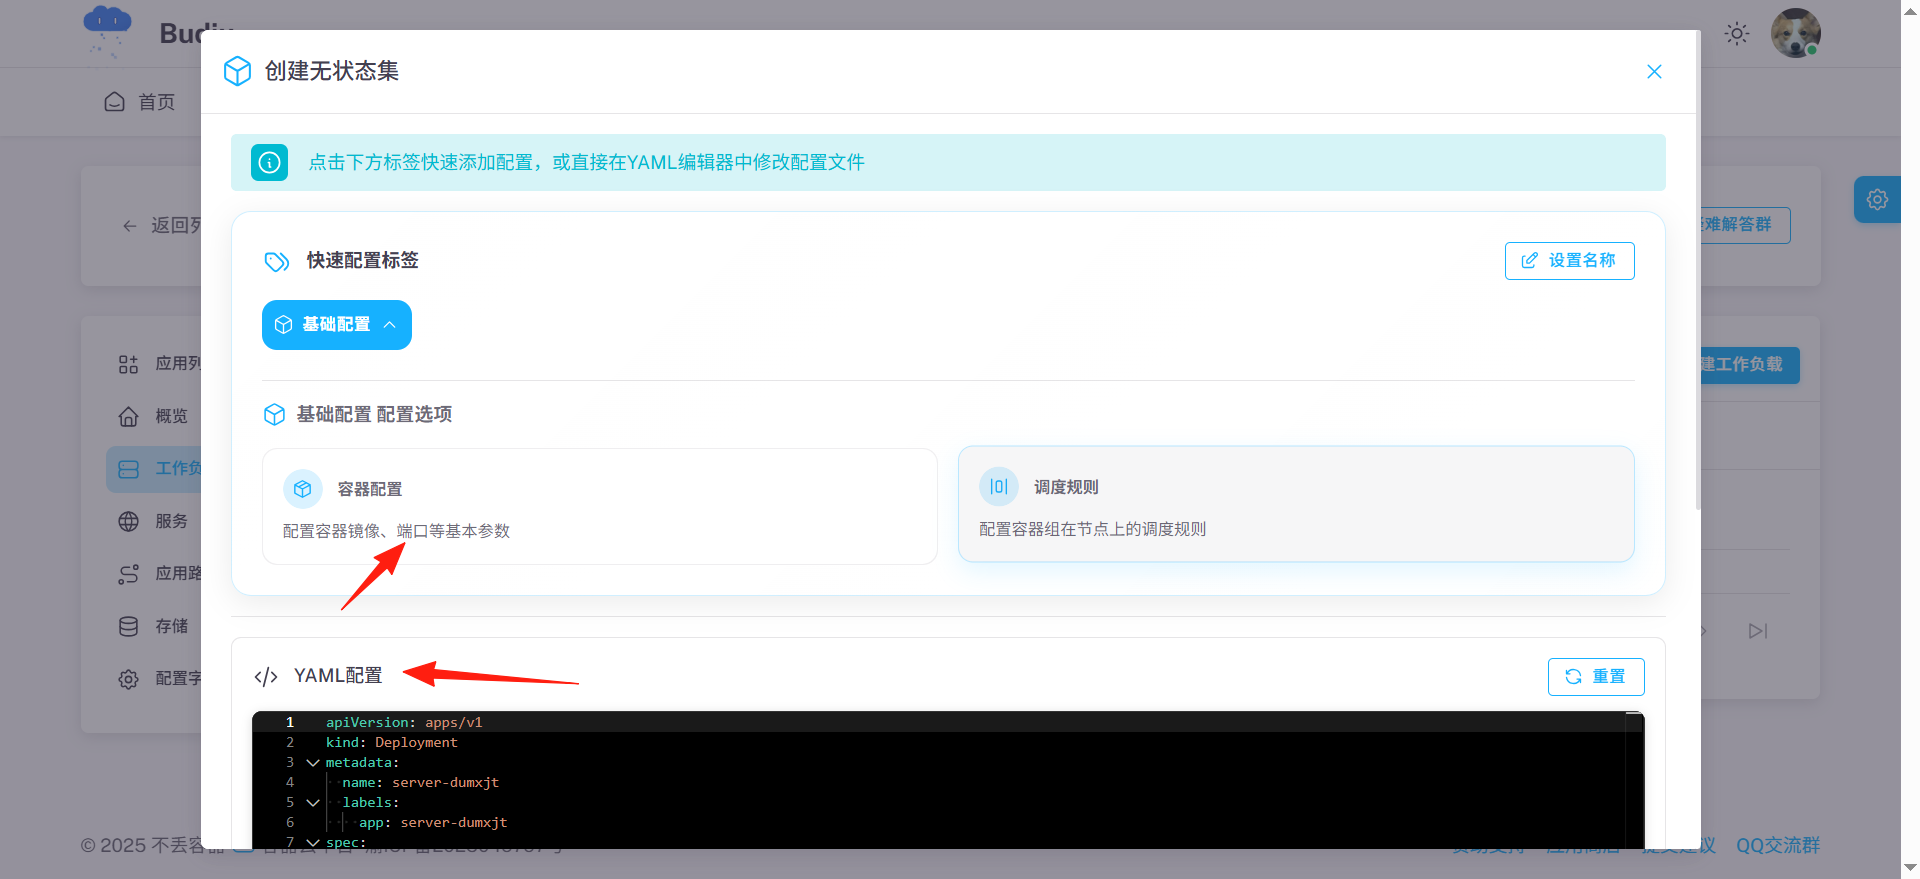 创建无状态集
首页
点击下方标签快速添加配置，或直接在YAML编辑器中修改配置文件
返回列
难解答群
快速配置标签
设置名称
基础配置
应用列
建工作负载
基础配置 配置选项
概览
工作负
容器配置
调度规则
配置容器镜像、端口等基本参数
配置容器组在节点上的调度规则
服务
应用路
存储
配置字
YAML配置
重置
1 apiVersion: apps/v1
2 kind: Deployment
3 metadata:
4 name: server-dumxjt
5 labels:
6 app: server-dumxjt
7 spec:
© 2025 不丢容器
QQ交流群